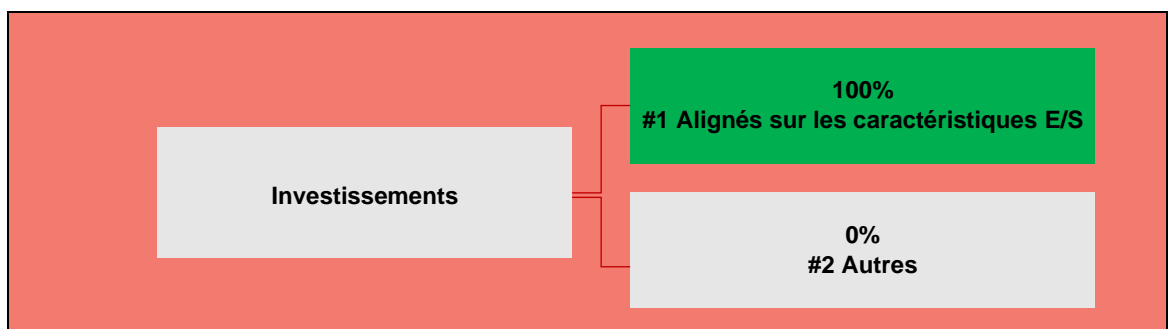 Investissements
100%
#1 Alignés sur les caractéristiques E/S
0%
#2 Autres